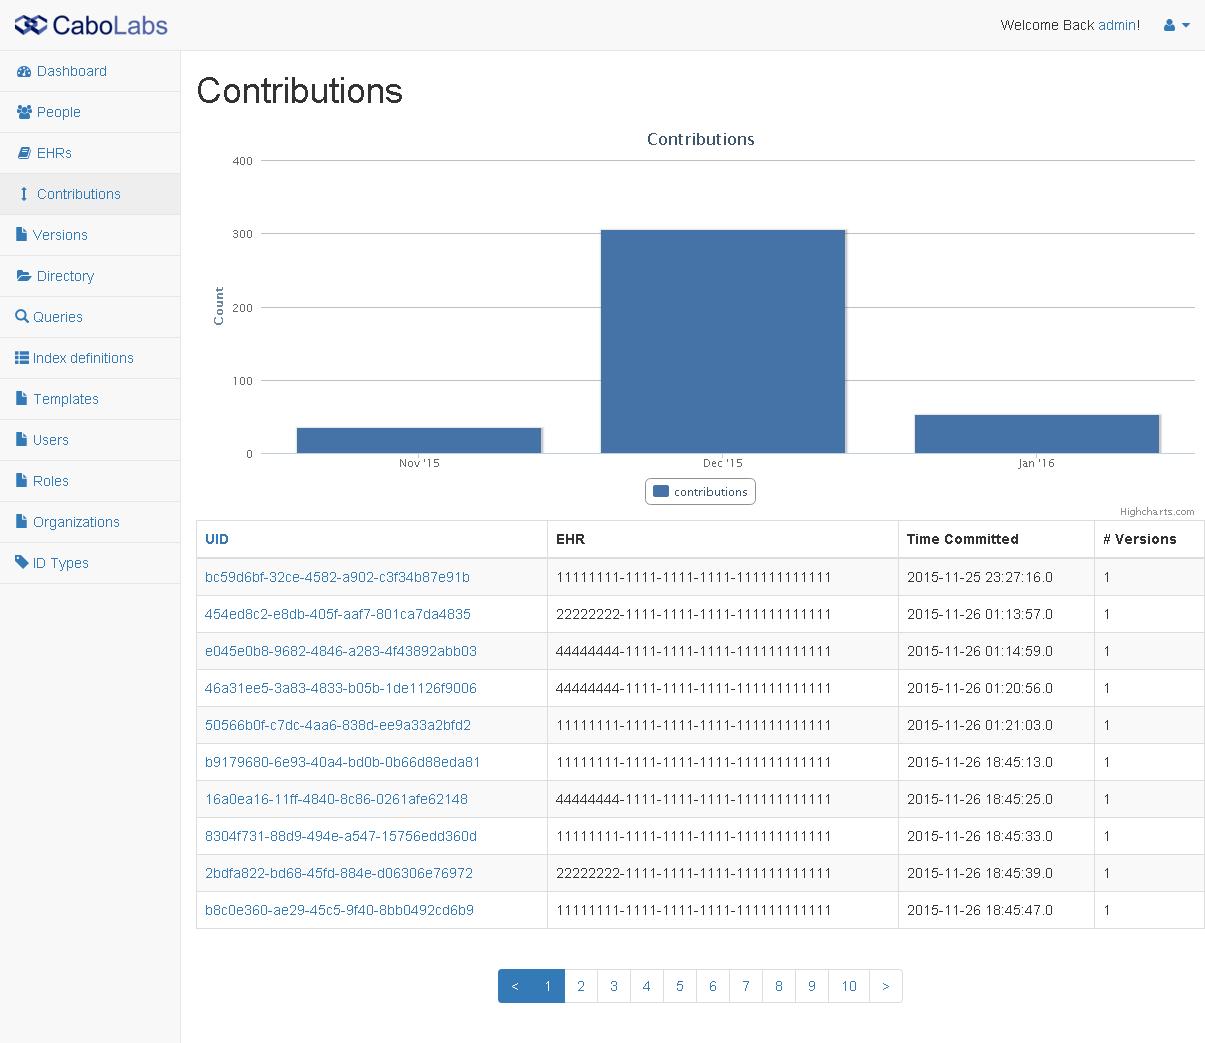 CaboLabs
Welcome Back admin!
Dashboard
People
EHRs
Contributions
Versions
Directory
Queries
Index definitions
Templates
Users
Roles
Organizations
ID Types
Contributions
Contributions
400
300
200
100
0
Count
Nov '15 Dec '15 Jan '16
contributions
Highcharts.com
UID EHR Time Committed # Versions
bc59d6bf-32ce-4582-a902-c3f34b87e91b 11111111-1111-1111-1111-111111111111 2015-11-25 23:27:16.0 1
454ed8c2-e8db-405f-aaf7-801ca7da4835 22222222-1111-1111-1111-111111111111 2015-11-26 01:13:57.0 1
e045e0b8-9682-4846-a283-4f43892abb03 44444444-1111-1111-1111-111111111111 2015-11-26 01:14:59.0 1
46a31ee5-3a83-4833-b05b-1de1126f9006 44444444-1111-1111-1111-111111111111 2015-11-26 01:20:56.0 1
50566b0f-c7dc-4aa6-838d-ee9a33a2bfd2 11111111-1111-1111-1111-111111111111 2015-11-26 01:21:03.0 1
b9179680-6e93-40a4-bd0b-0b66d88eda81 11111111-1111-1111-1111-111111111111 2015-11-26 18:45:13.0 1
16a0ea16-11ff-4840-8c86-0261afe62148 44444444-1111-1111-1111-111111111111 2015-11-26 18:45:25.0 1
8304f731-88d9-494e-a547-15756edd360d 11111111-1111-1111-1111-111111111111 2015-11-26 18:45:33.0 1
2bdfa822-bd68-45fd-884e-d06306e76972 22222222-1111-1111-1111-111111111111 2015-11-26 18:45:39.0 1
b8c0e360-ae29-45c5-9f40-8bb0492cd6b9 11111111-1111-1111-1111-111111111111 2015-11-26 18:45:47.0 1
< 1 2 3 4 5 6 7 8 9 10 >